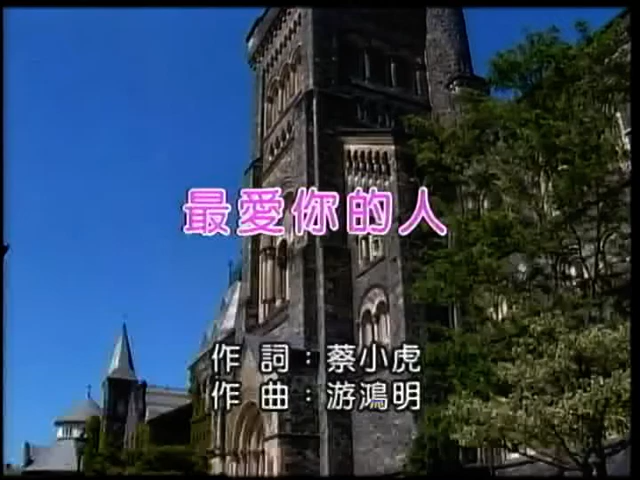 最愛你的人
作詞：蔡小虎
作曲：游鴻明